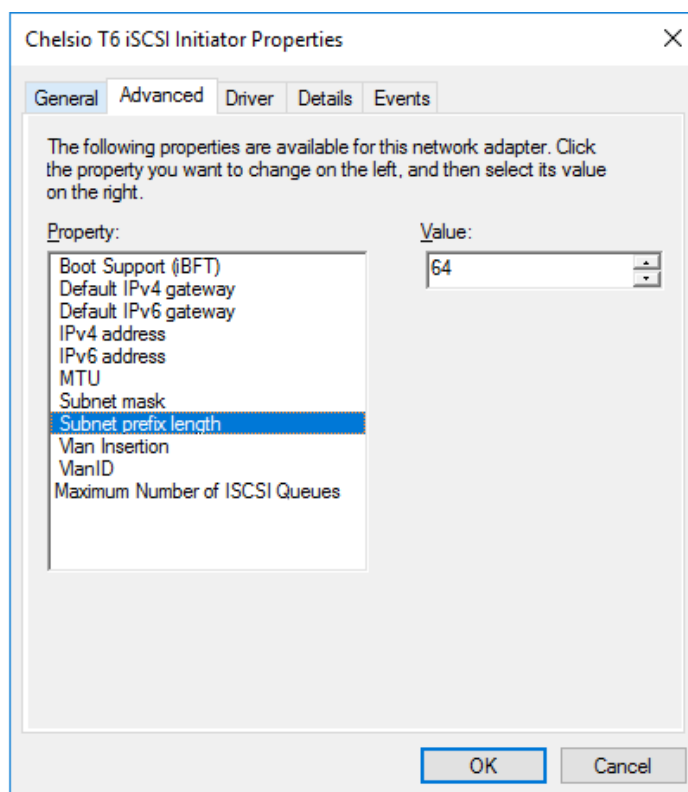 Chelsio T6 iSCSI Initiator Properties
General Advanced Driver Details Events
The following properties are available for this network adapter. Click
the property you want to change on the left, and then select its value
on the right.
Property: Value:
Boot Support (iBFT) 64
Default IPv4 gateway
Default IPv6 gateway
IPv4 address
IPv6 address
MTU
Subnet mask
Subnet prefix length
Vlan Insertion
VlanID
Maximum Number of ISCSI Queues
OK Cancel